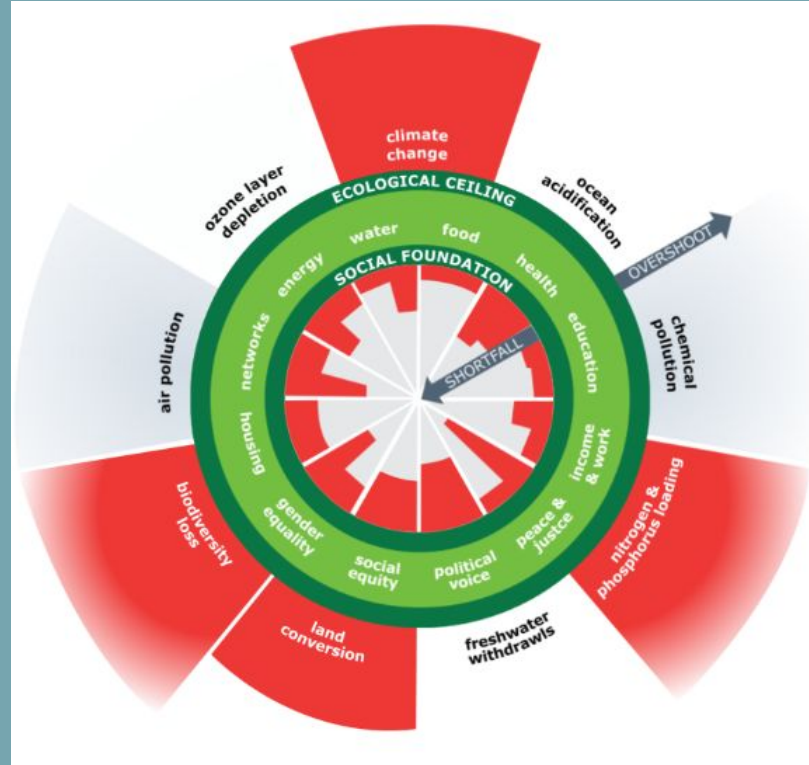 climate
change
ECOLOGICAL CEILING
ozone layer
depletion
ocean
acidification
water
food
energy
health
SOCIAL FOUNDATION
OVERSHOOT
SHORTFALL
air pollution
networks
education
chemical
pollution
housing
income
& work
biodiversity
loss
gender
equality
social
equity
political
voice
peace &
justce
nitrogen &
phosphorus loading
land
conversion
freshwater
withdrawls